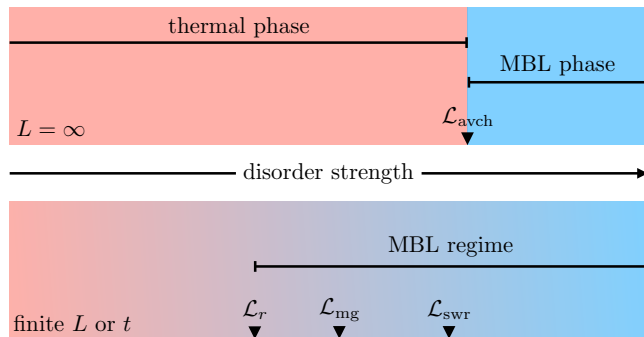 thermal phase
MBL phase
ℒ_avch
L = ∞
disorder strength
MBL regime
ℒ_r ℒ_mg ℒ_swr
finite L or t